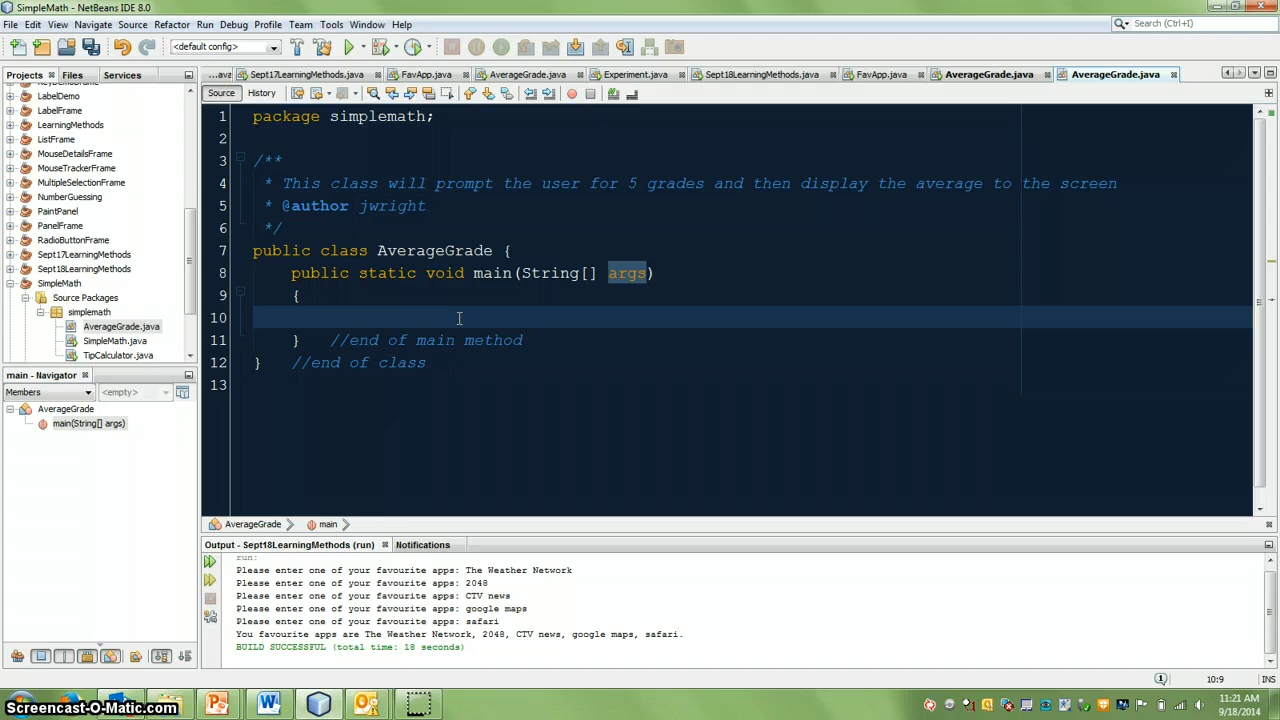 SimpleMath - NetBeans IDE 8.0
File Edit View Navigate Source Refactor Run Debug Profile Team Tools Window Help
Search (Ctrl+I)
<default config>
Projects Files Services
...ava Sept17LearningMethods.java FavApp.java AverageGrade.java Experiment.java Sept18LearningMethods.java FavApp.java AverageGrade.java AverageGrade.java
Source History
LabelDemo
LabelFrame
LearningMethods
ListFrame
MouseDetailsFrame
MouseTrackerFrame
MultipleSelectionFrame
NumberGuessing
PaintPanel
PanelFrame
RadioButtonFrame
Sept17LearningMethods
Sept18LearningMethods
SimpleMath
Source Packages
simplemath
AverageGrade.java
SimpleMath.java
TipCalculator.java
1 package simplemath;
2
3 /**
4 * This class will prompt the user for 5 grades and then display the average to the screen
5 * @author jwright
6 */
7 public class AverageGrade {
8 public static void main(String[] args)
9 {
10
11 } //end of main method
12 } //end of class
13
main - Navigator
Members <empty>
AverageGrade
main(String[] args)
AverageGrade main
Output - Sept18LearningMethods (run) Notifications
run:
Please enter one of your favourite apps: The Weather Network
Please enter one of your favourite apps: 2048
Please enter one of your favourite apps: CTV news
Please enter one of your favourite apps: google maps
Please enter one of your favourite apps: safari
You favourite apps are The Weather Network, 2048, CTV news, google maps, safari.
BUILD SUCCESSFUL (total time: 18 seconds)
1 10:9 INS
Screencast-O-Matic.com
11:21 AM
9/18/2014